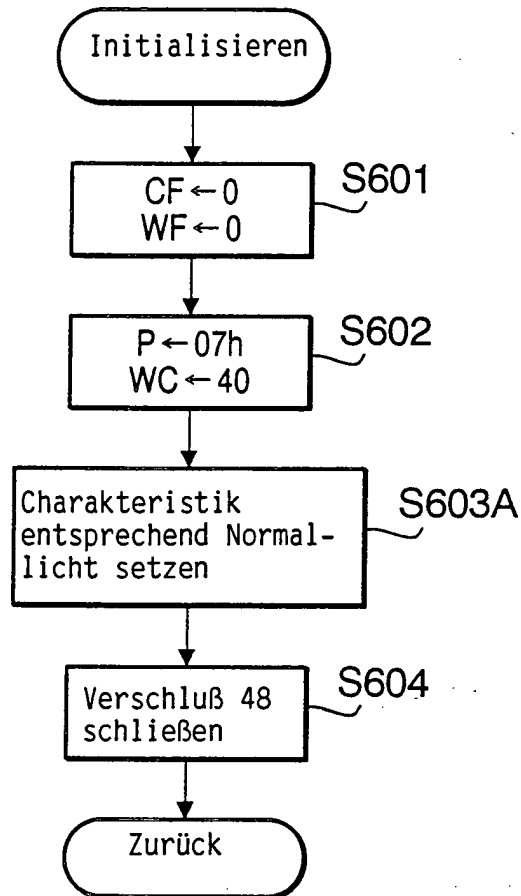 Initialisieren
CF←0
WF←0
S601
P←07h
WC←40
S602
Charakteristik
entsprechend Normal-
licht setzen
S603A
Verschluß 48
schließen
S604
Zurück